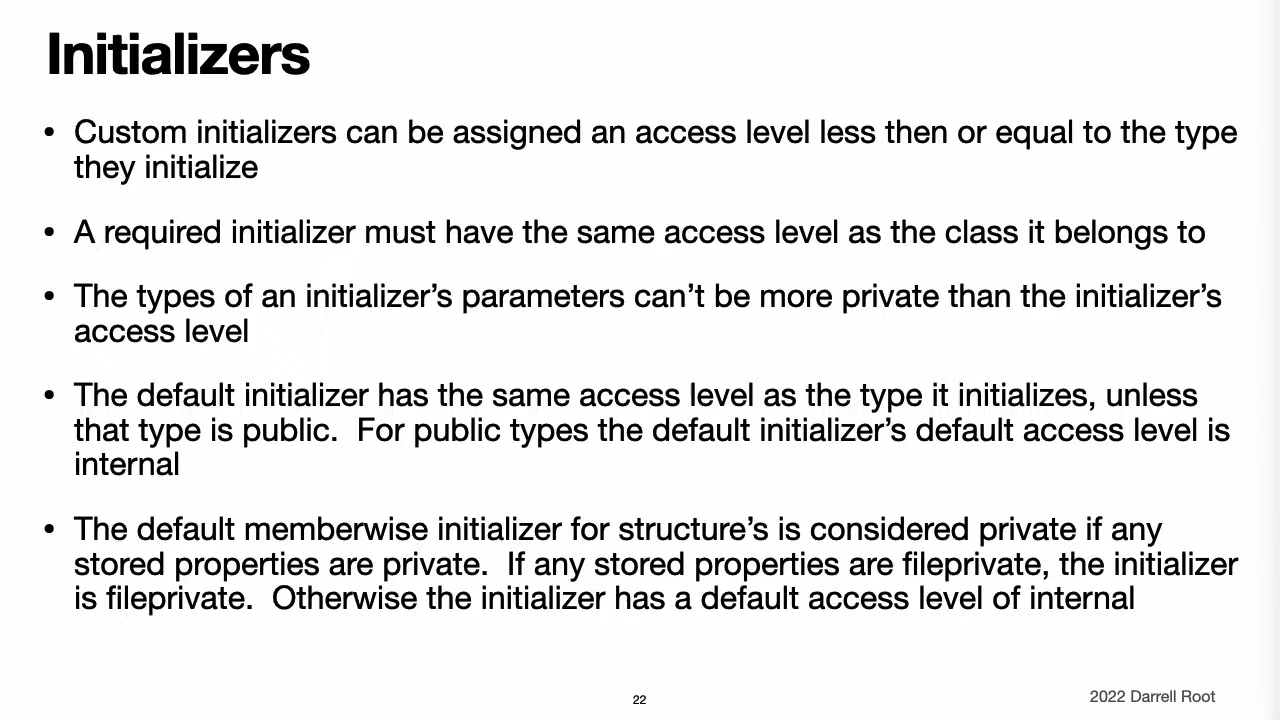 Initializers
• Custom initializers can be assigned an access level less then or equal to the type
they initialize
• A required initializer must have the same access level as the class it belongs to
• The types of an initializer’s parameters can’t be more private than the initializer’s
access level
• The default initializer has the same access level as the type it initializes, unless
that type is public.  For public types the default initializer’s default access level is
internal
• The default memberwise initializer for structure’s is considered private if any
stored properties are private.  If any stored properties are fileprivate, the initializer
is fileprivate.  Otherwise the initializer has a default access level of internal
22
2022 Darrell Root